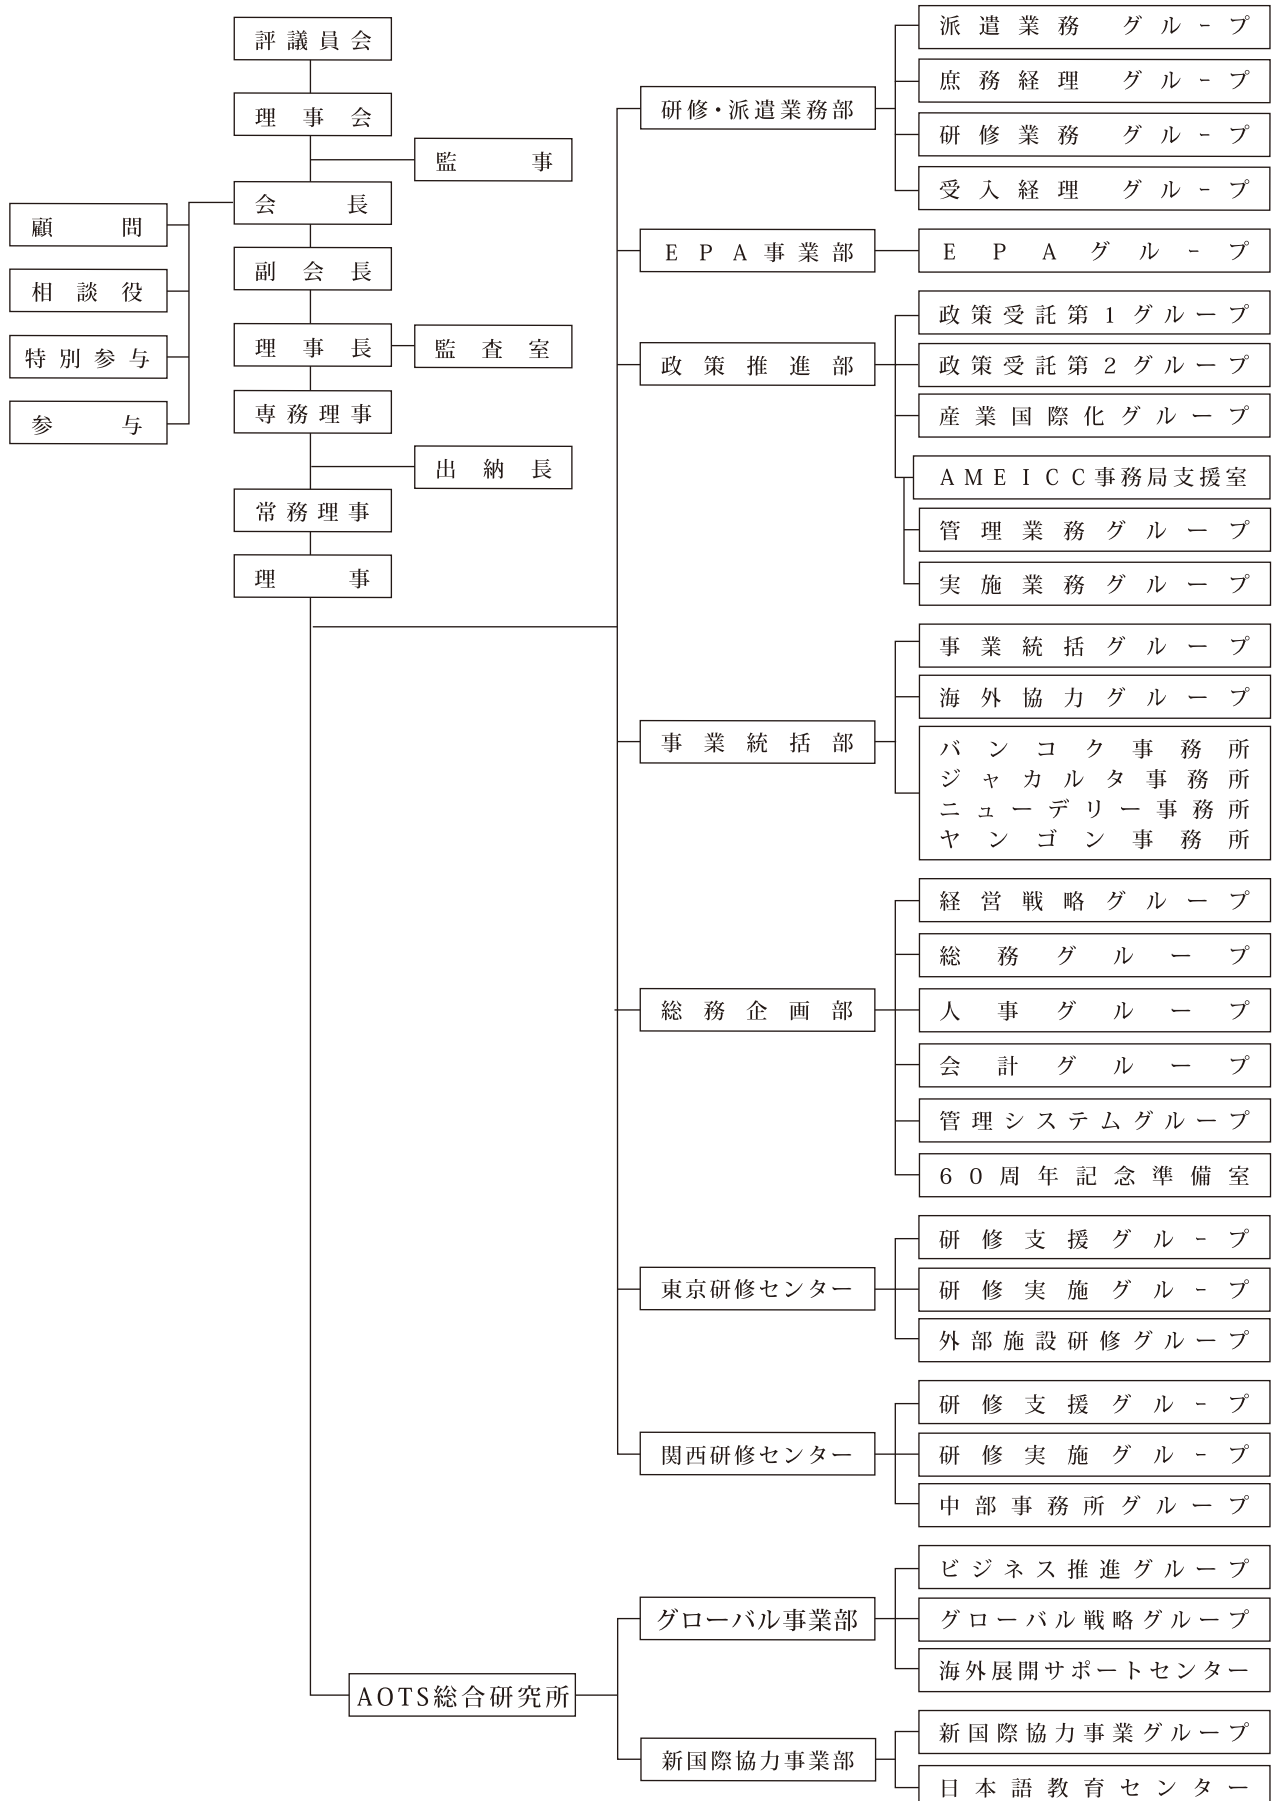 評議員会
理事会
監事
会長
顧問
相談役
特別参与
参与
副会長
理事長
監査室
専務理事
出納長
常務理事
理事
研修・派遣業務部
派遣業務 グループ
庶務経理 グループ
研修業務 グループ
受入経理 グループ
EPA事業部
EPAグループ
政策推進部
政策受託第1グループ
政策受託第2グループ
産業国際化グループ
AMEICC事務局支援室
管理業務グループ
実施業務グループ
事業統括部
事業統括グループ
海外協力グループ
バンコク事務所
ジャカルタ事務所
ニューデリー事務所
ヤンゴン事務所
総務企画部
経営戦略グループ
総務グループ
人事グループ
会計グループ
管理システムグループ
60周年記念準備室
東京研修センター
研修支援グループ
研修実施グループ
外部施設研修グループ
関西研修センター
研修支援グループ
研修実施グループ
中部事務所グループ
AOTS総合研究所
グローバル事業部
ビジネス推進グループ
グローバル戦略グループ
海外展開サポートセンター
新国際協力事業部
新国際協力事業グループ
日本語教育センター